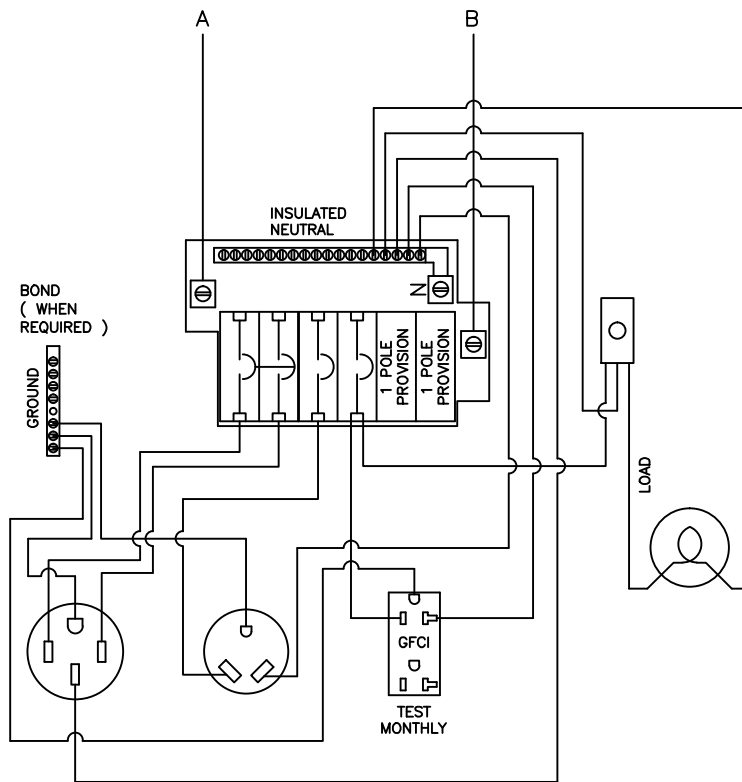 A
B
INSULATED
NEUTRAL
BOND
( WHEN
REQUIRED )
N
GROUND
1 POLE
PROVISION
1 POLE
PROVISION
LOAD
GFCI
TEST
MONTHLY